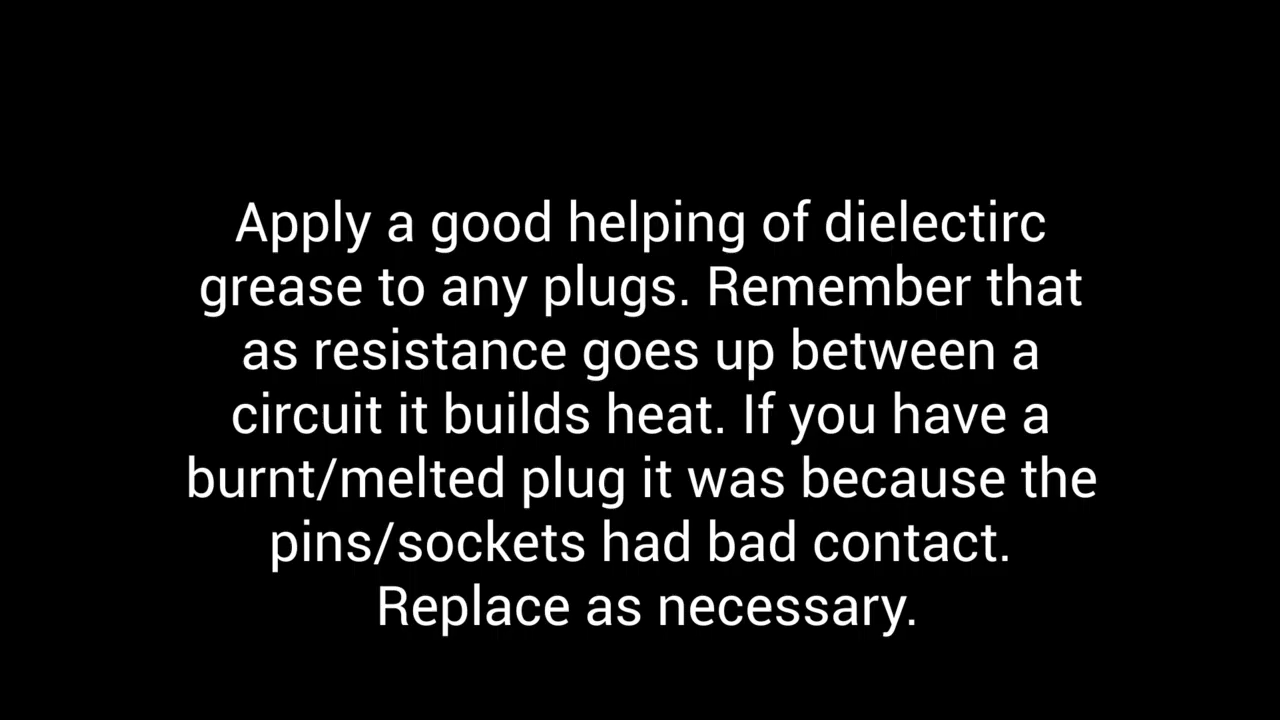 Apply a good helping of dielectirc
grease to any plugs. Remember that
as resistance goes up between a
circuit it builds heat. If you have a
burnt/melted plug it was because the
pins/sockets had bad contact.
Replace as necessary.